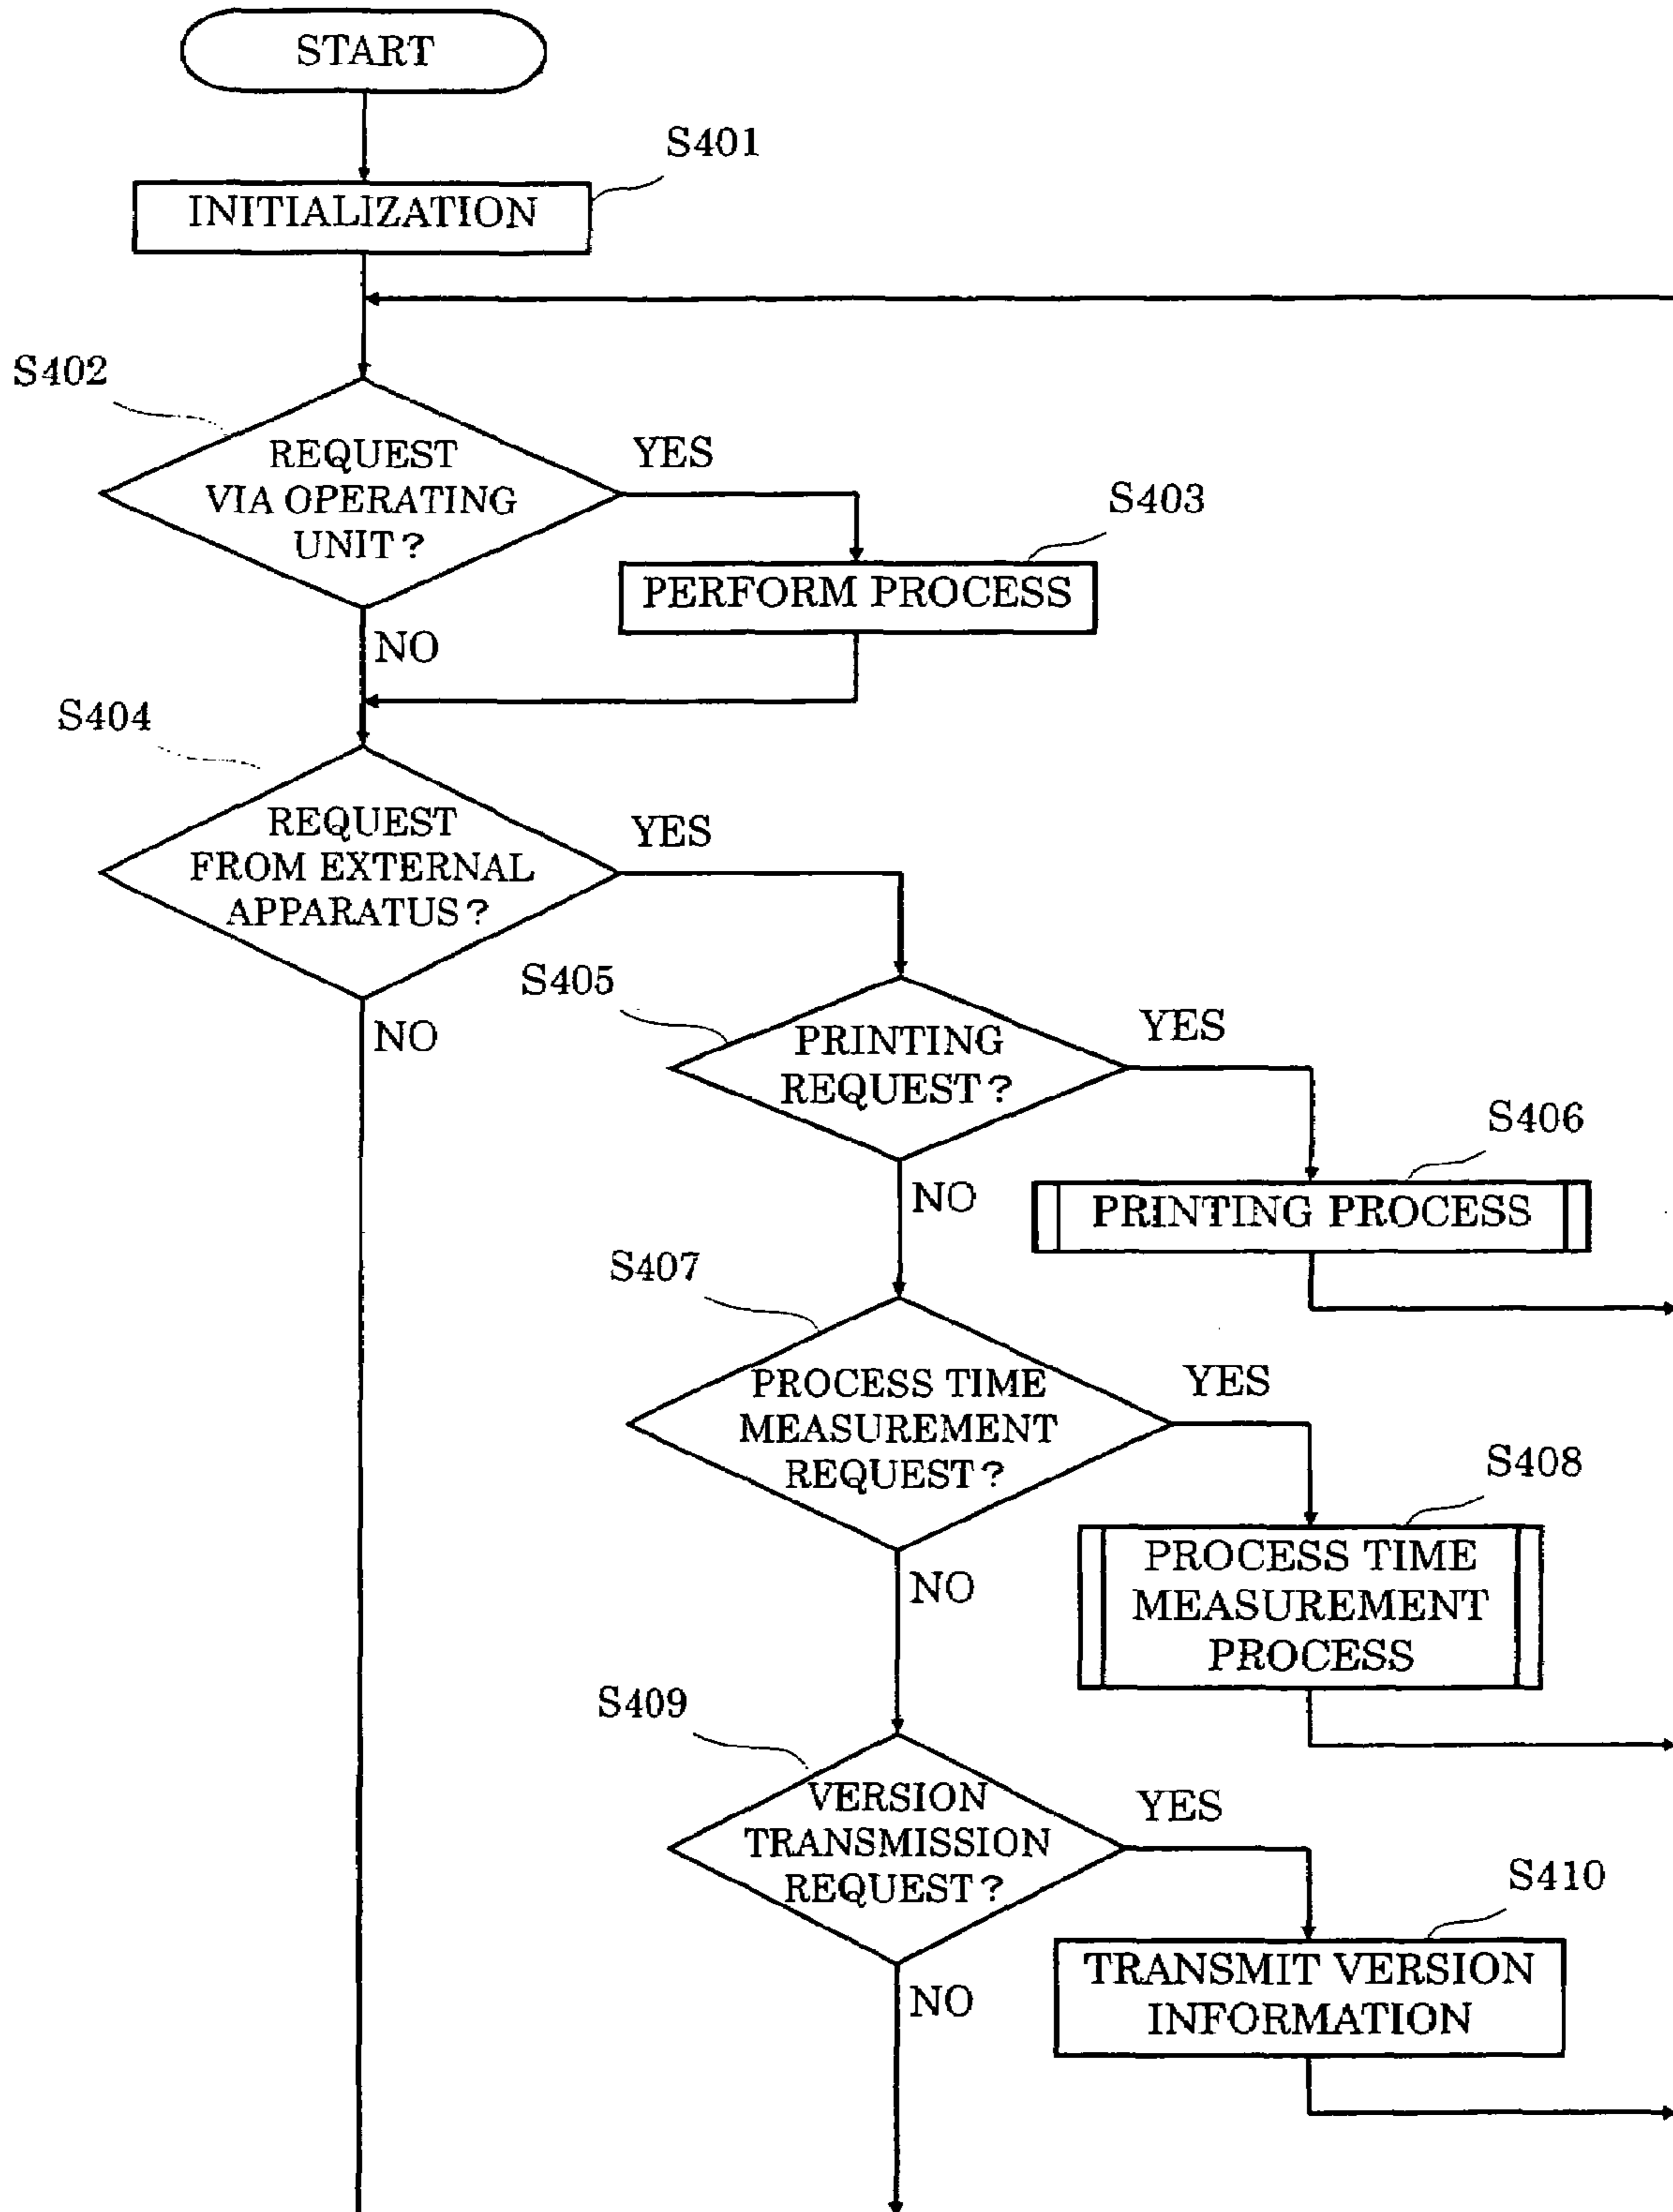 START
S401
INITIALIZATION
S402
REQUEST
VIA OPERATING
UNIT?
YES
S403
PERFORM PROCESS
NO
S404
REQUEST
FROM EXTERNAL
APPARATUS?
YES
NO
S405
PRINTING
REQUEST?
YES
S406
PRINTING PROCESS
NO
S407
PROCESS TIME
MEASUREMENT
REQUEST?
YES
S408
PROCESS TIME
MEASUREMENT
PROCESS
NO
S409
VERSION
TRANSMISSION
REQUEST?
YES
S410
TRANSMIT VERSION
INFORMATION
NO